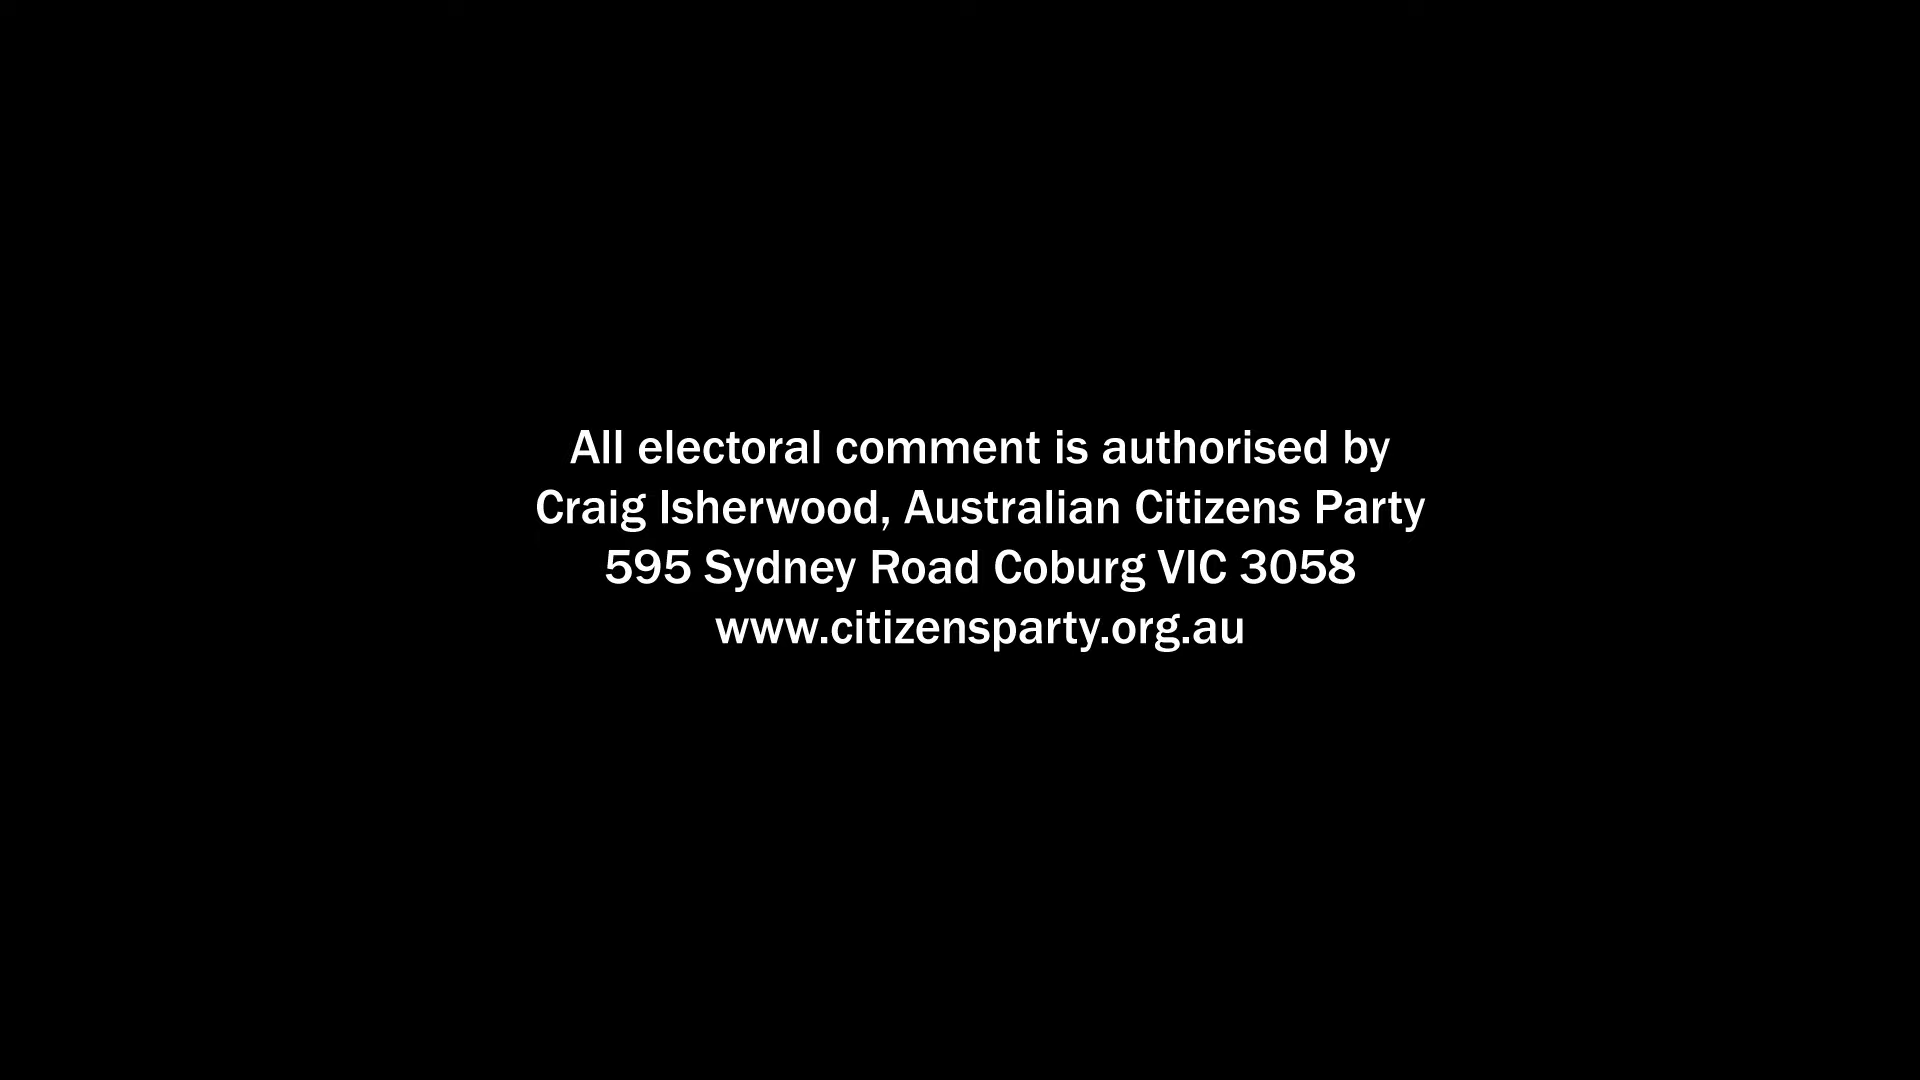 All electoral comment is authorised by
Craig Isherwood, Australian Citizens Party
595 Sydney Road Coburg VIC 3058
www.citizensparty.org.au